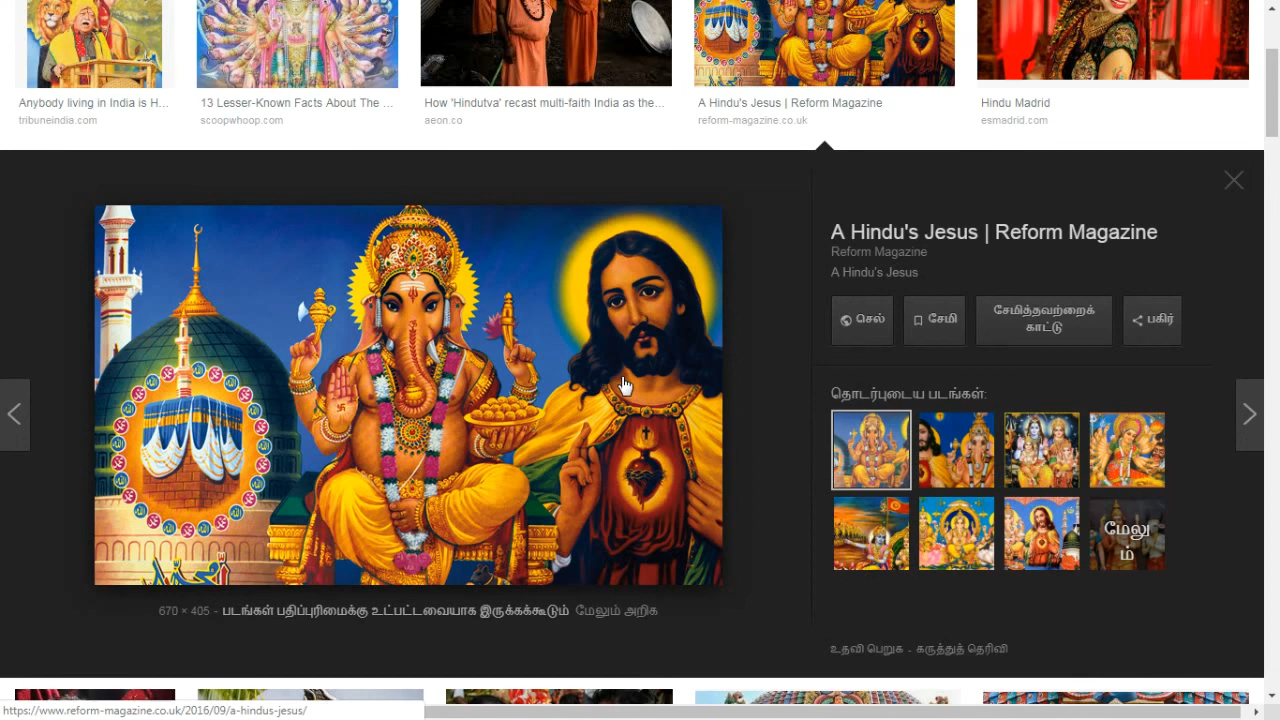 Anybody living in India is H...
tribuneindia.com
13 Lesser-Known Facts About The ...
scoopwhoop.com
How 'Hindutva' recast multi-faith India as the...
aeon.co
A Hindu's Jesus | Reform Magazine
reform-magazine.co.uk
Hindu Madrid
esmadrid.com
A Hindu's Jesus | Reform Magazine
Reform Magazine
A Hindu's Jesus
செல்
சேமி
சேமித்தவற்றைக்
காட்டு
பகிர்
தொடர்புடைய படங்கள்:
மேலு
ம்
670 × 405 - படங்கள் பதிப்புரிமைக்கு உட்பட்டவையாக இருக்கக்கூடும் மேலும் அறிக
உதவி பெறுக - கருத்துத் தெரிவி
https://www.reform-magazine.co.uk/2016/09/a-hindus-jesus/